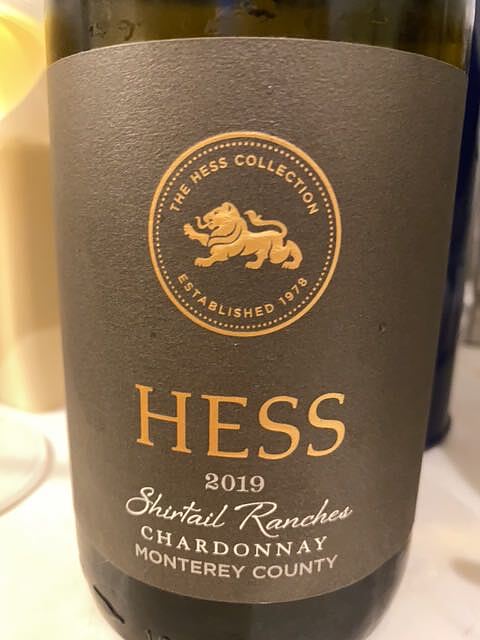 THE HESS COLLECTION
ESTABLISHED 1978
HESS
2019
Shirtail Ranches
CHARDONNAY
MONTEREY COUNTY